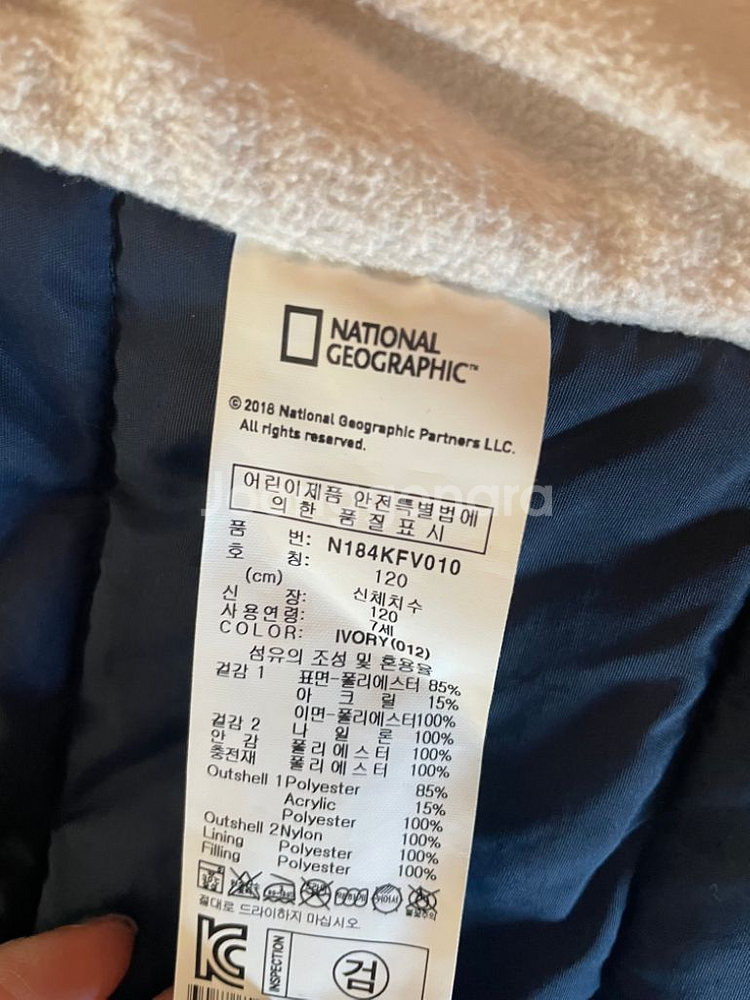 NATIONAL
GEOGRAPHIC™
© 2018 National Geographic Partners LLC.
All rights reserved.
어린이제품 안전특별법에
의한 품질표시
품 번: N184KFV010
호 칭: 120
(cm) 신체치수
신 장: 120
사용연령: 7세
COLOR: IVORY(012)
섬유의 조성 및 혼용율
겉감 1 표면-폴리에스터 85%
아크릴 15%
이면-폴리에스터100%
겉감 2 나일론 100%
안감 폴리에스터 100%
충전재 폴리에스터 100%
Outshell 1 Polyester 85%
Acrylic 15%
Polyester 100%
Outshell 2 Nylon 100%
Lining Polyester 100%
Filling Polyester 100%
절대로 드라이하지 마십시오
KC
INSPECTION
검